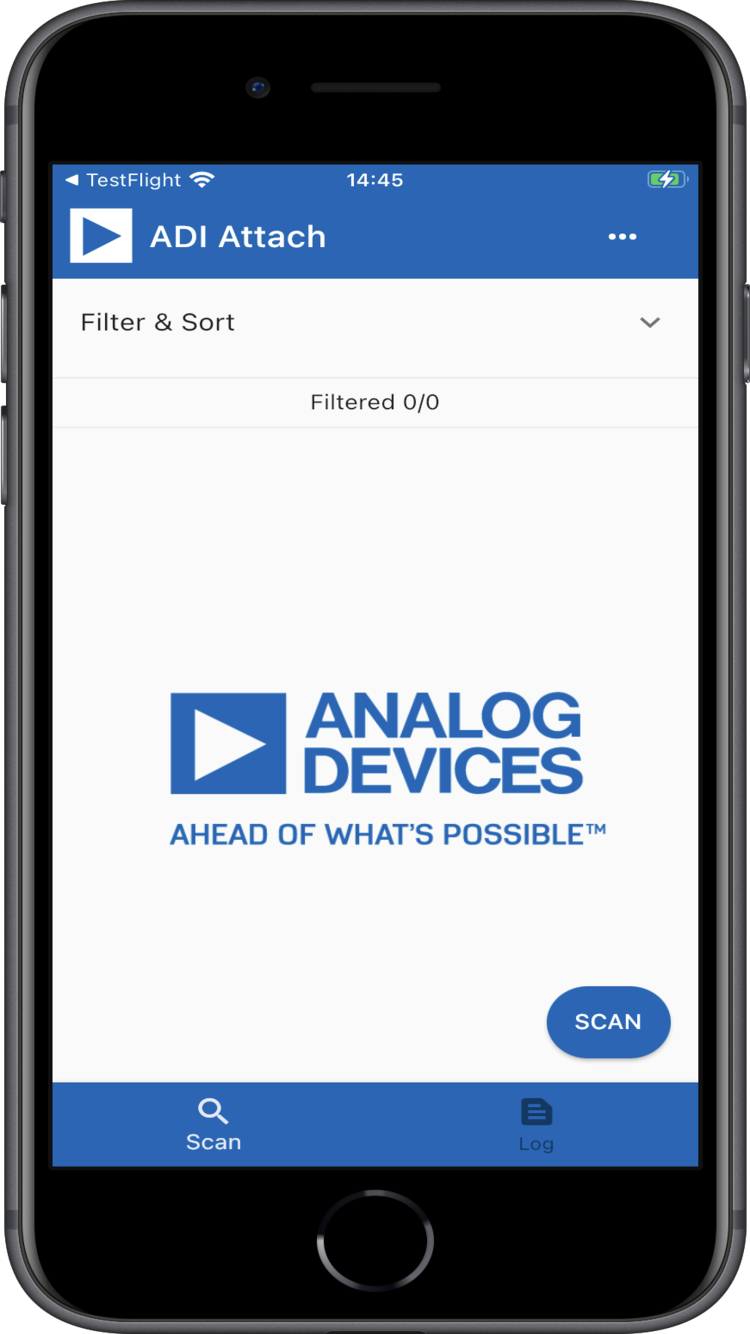 TestFlight 14:45
ADI Attach
Filter & Sort
Filtered 0/0
ANALOG
DEVICES
AHEAD OF WHAT'S POSSIBLE™
SCAN
Scan Log